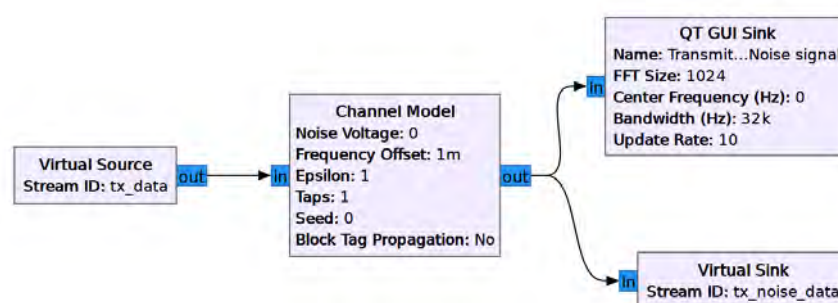 Virtual Source
Stream ID: tx_data
out
in
Channel Model
Noise Voltage: 0
Frequency Offset: 1m
Epsilon: 1
Taps: 1
Seed: 0
Block Tag Propagation: No
out
in
QT GUI Sink
Name: Transmit...Noise signal
FFT Size: 1024
Center Frequency (Hz): 0
Bandwidth (Hz): 32k
Update Rate: 10
in
Virtual Sink
Stream ID: tx_noise_data